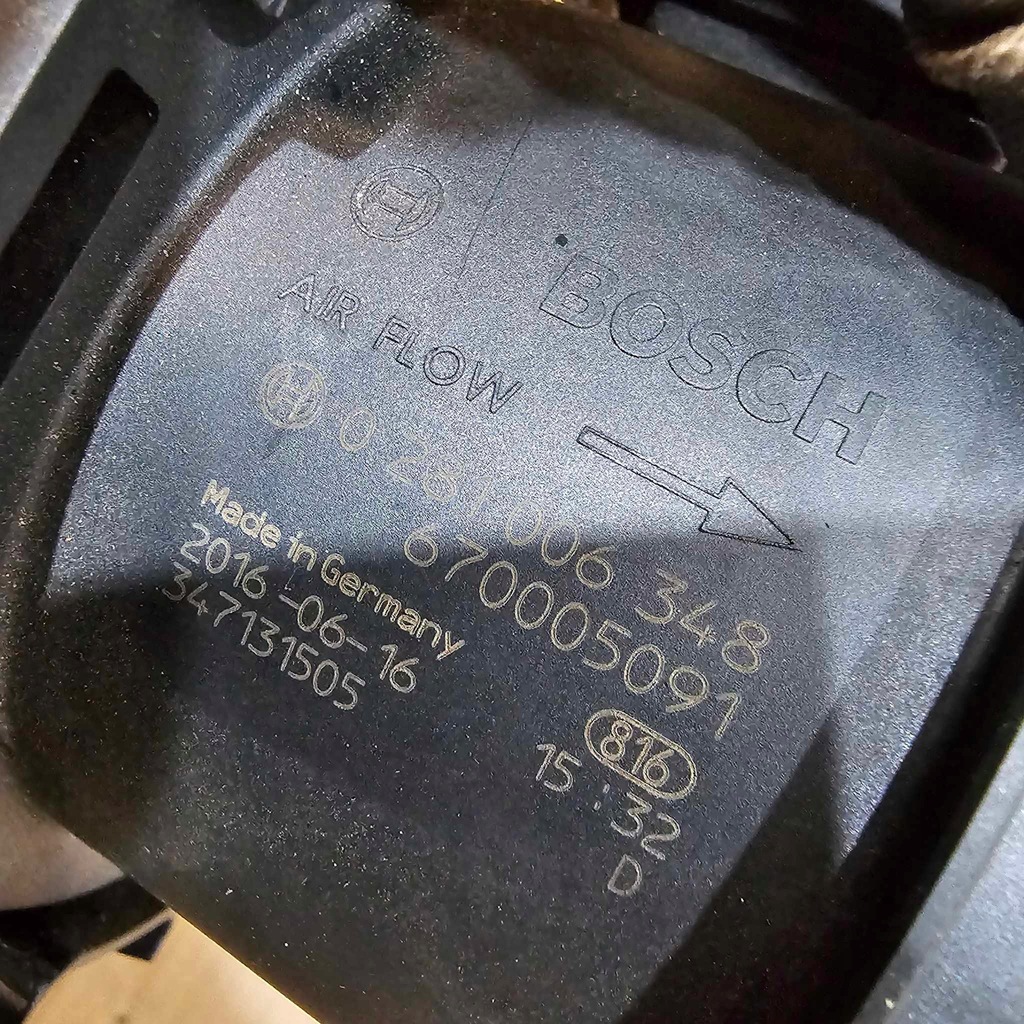 BOSCH
AIR FLOW
0 281 006 348
670005091
Made in Germany
2016-06-16
347131505
816
15:32
D